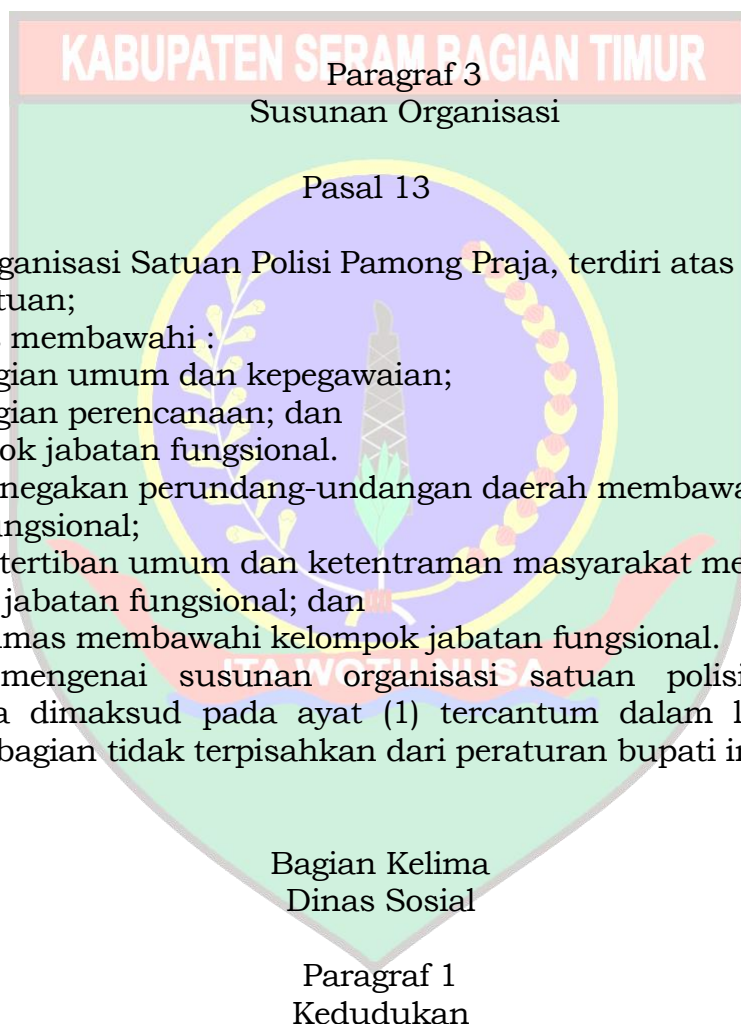 KABUPATEN SERAM BAGIAN TIMUR
Paragraf 3
Susunan Organisasi
Pasal 13
ganisasi Satuan Polisi Pamong Praja, terdiri atas
tuan;
membawahi :
gian umum dan kepegawaian;
gian perencanaan; dan
ok jabatan fungsional.
negakan perundang-undangan daerah membawa
ngsional;
tertiban umum dan ketentraman masyarakat me
jabatan fungsional; dan
mas membawahi kelompok jabatan fungsional.
mengenai susunan organisasi satuan polisi
a dimaksud pada ayat (1) tercantum dalam l
bagian tidak terpisahkan dari peraturan bupati in
ITA WOTU NUSA
Bagian Kelima
Dinas Sosial
Paragraf 1
Kedudukan